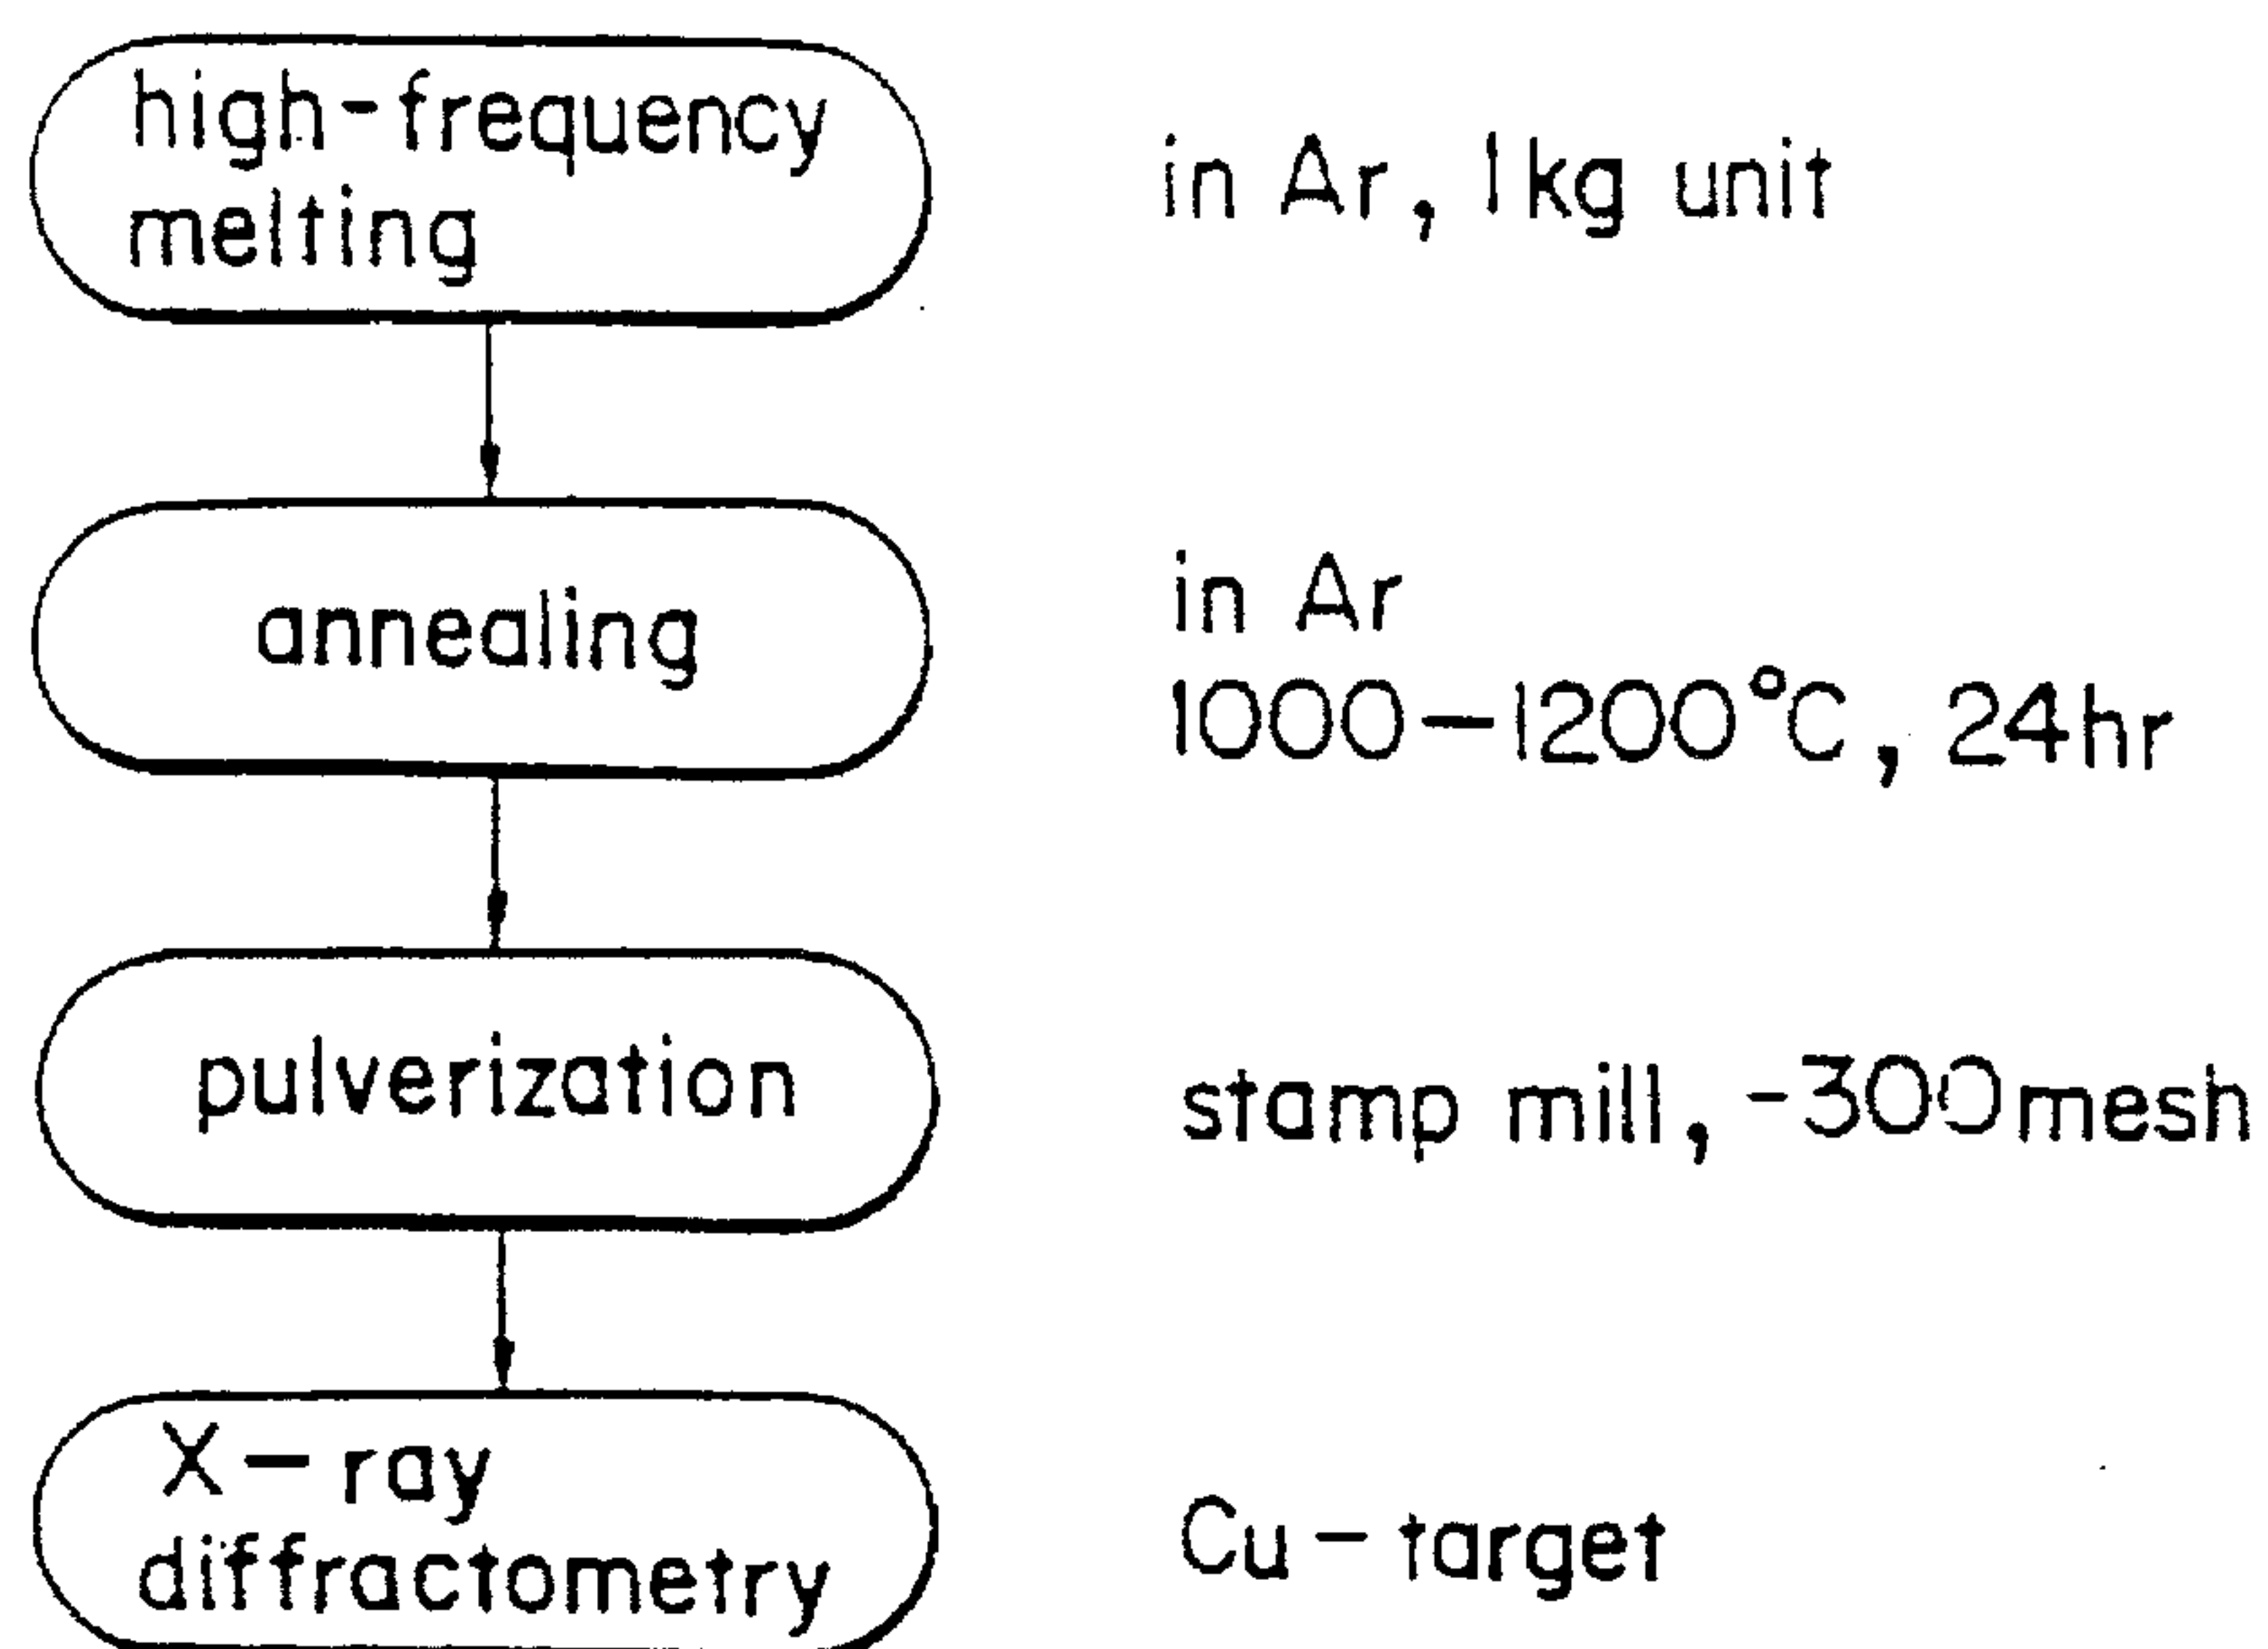 high-frequency
melting
in Ar, 1kg unit
annealing
in Ar
1000-1200°C, 24hr
pulverization
stamp mill, -300mesh
X-ray
diffractometry
Cu-target